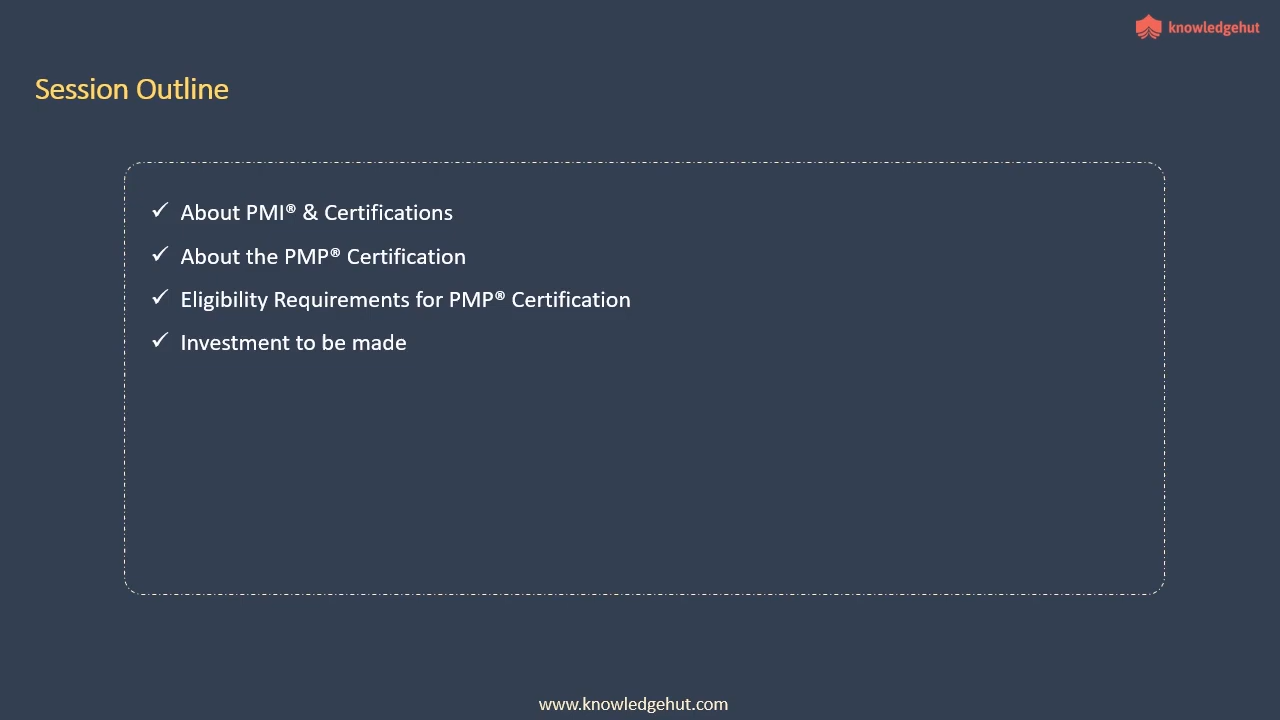 knowledgehut
Session Outline
✓ About PMI® & Certifications
✓ About the PMP® Certification
✓ Eligibility Requirements for PMP® Certification
✓ Investment to be made
www.knowledgehut.com